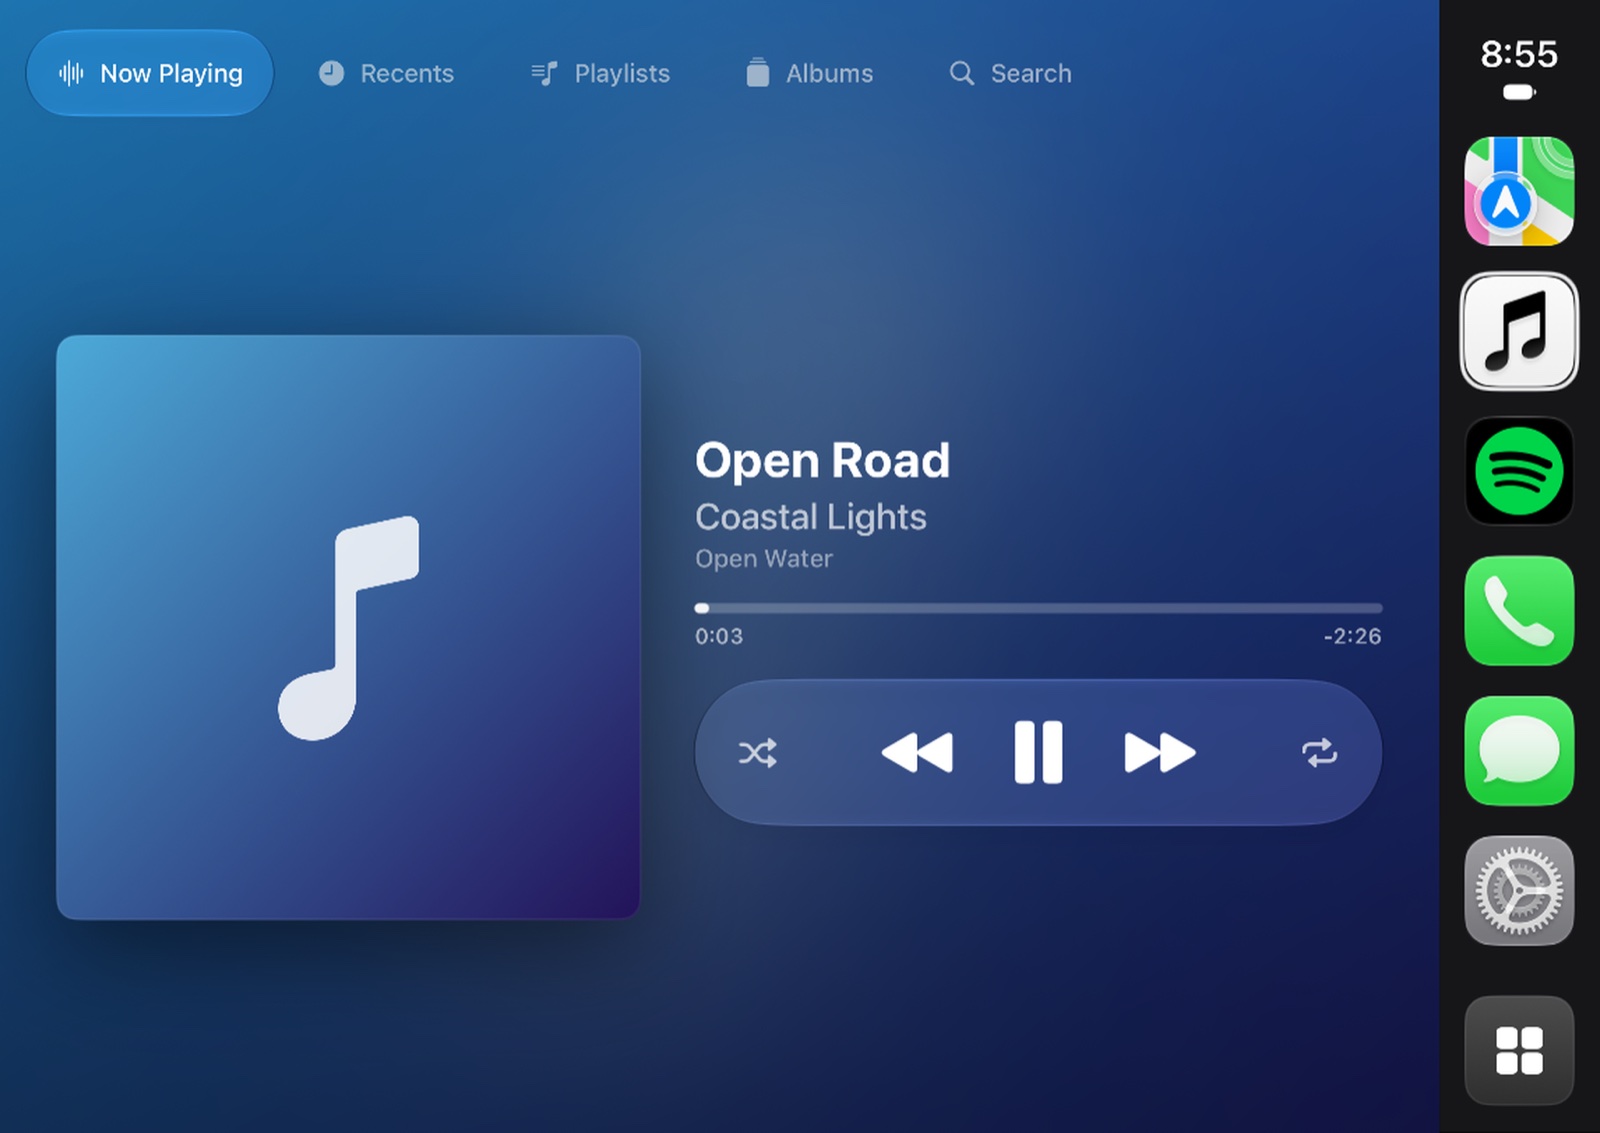 Now Playing
Recents
Playlists
Albums
Search
8:55
Open Road
Coastal Lights
Open Water
0:03
-2:26